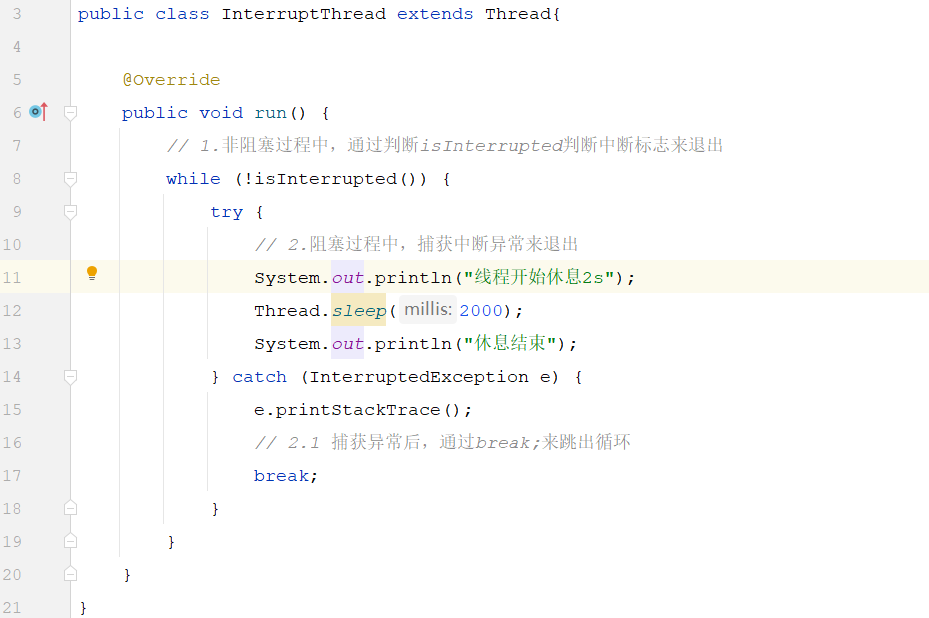 3 public class InterruptThread extends Thread{
4
5 @Override
6 public void run() {
7 // 1.非阻塞过程中，通过判断isInterrupted判断中断标志来退出
8 while (!isInterrupted()) {
9 try {
10 // 2.阻塞过程中，捕获中断异常来退出
11 System.out.println("线程开始休息2s");
12 Thread.sleep( millis: 2000);
13 System.out.println("休息结束");
14 } catch (InterruptedException e) {
15 e.printStackTrace();
16 // 2.1 捕获异常后，通过break;来跳出循环
17 break;
18 }
19 }
20 }
21 }